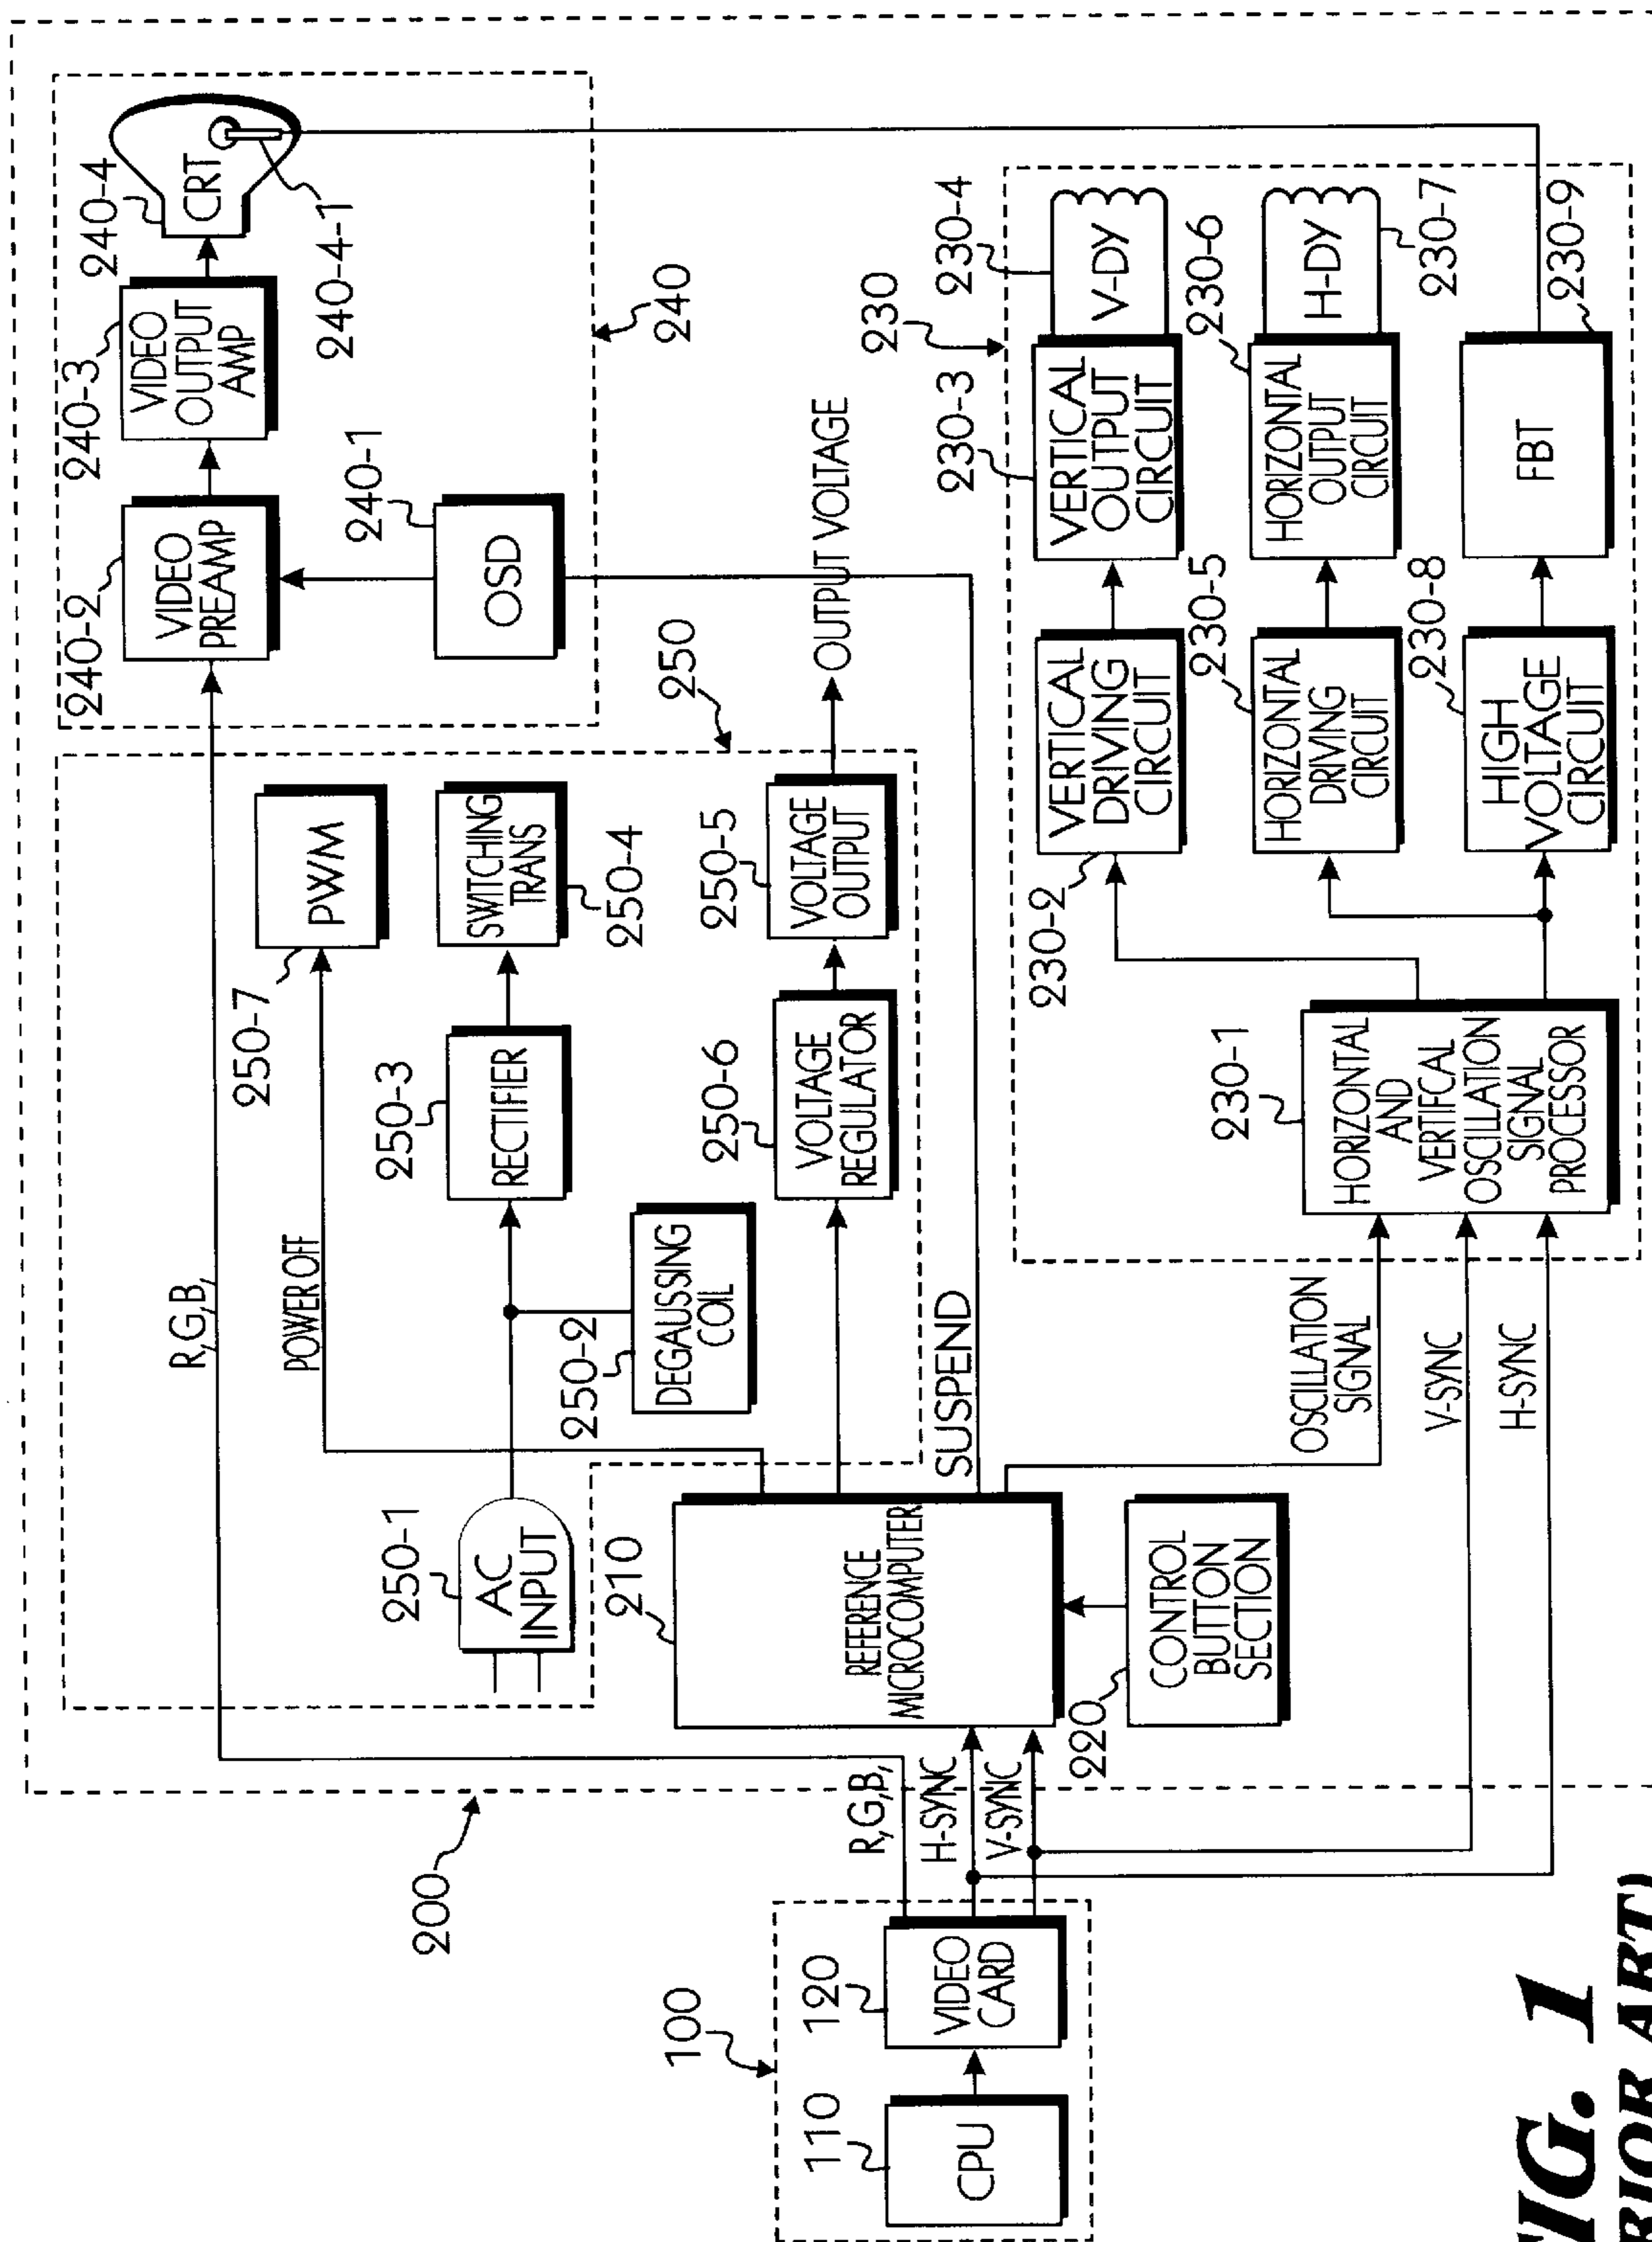 240-4
CRT
240-4-1
240-3
VIDEO
OUTPUT
AMP
240-2
VIDEO
PREAMP
240-1
OSD
240
250
PWM
250-7
SWITCHING
TRANS
250-4
250-3
RECTIFIER
250-5
VOLTAGE
OUTPUT
OUTPUT VOLTAGE
250-6
VOLTAGE
REGULATOR
250-2
DEGAUSSING
COIL
250-1
AC
INPUT
R,G,B,
POWER OFF
SUSPEND
210
REFERENCE
MICROCOMPUTER
220
CONTROL
BUTTON
SECTION
200
R,G,B,
H-SYNC
V-SYNC
100
110
CPU
120
VIDEO
CARD
OSCILLATION
SIGNAL
V-SYNC
H-SYNC
230
230-1
HORIZONTAL
AND
VERTIFCAL
OSCILLATION
SIGNAL
PROCESSOR
230-2
VERTICAL
DRIVING
CIRCUIT
230-3
VERTICAL
OUTPUT
CIRCUIT
230-4
V-DY
230-5
HORIZONTAL
DRIVING
CIRCUIT
230-6
HORIZONTAL
OUTPUT
CIRCUIT
230-7
H-DY
230-8
HIGH
VOLTAGE
CIRCUIT
230-9
FBT
FIG. 1
(PRIOR ART)